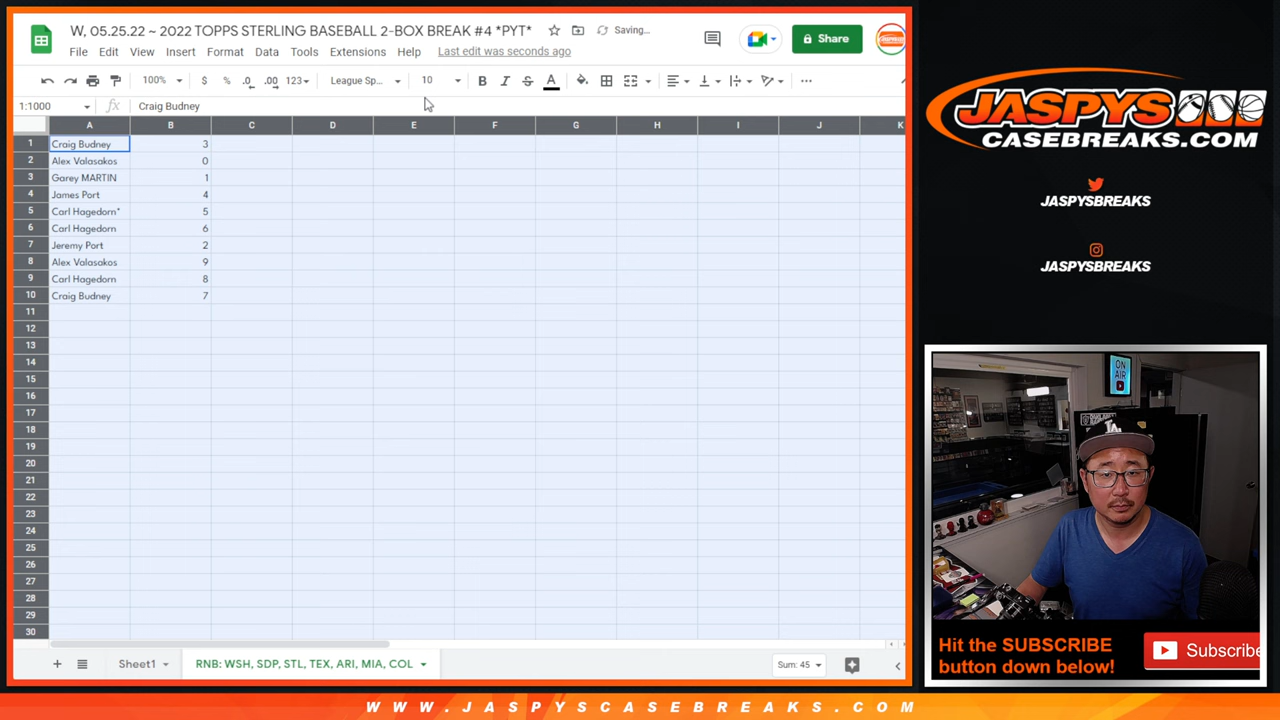 W, 05.25.22 ~ 2022 TOPPS STERLING BASEBALL 2-BOX BREAK #4 *PYT*
Saving...
File Edit View Insert Format Data Tools Extensions Help Last edit was seconds ago
Share
100% $ % .0 .00 123 League Sp... 10 B I S A
1:1000 fx Craig Budney
A B C D E F G H I J K
1 Craig Budney 3
2 Alex Valasakos 0
3 Garey MARTIN 1
4 James Port 4
5 Carl Hagedorn* 5
6 Carl Hagedorn 6
7 Jeremy Port 2
8 Alex Valasakos 9
9 Carl Hagedorn 8
10 Craig Budney 7
11
12
13
14
15
16
17
18
19
20
21
22
23
24
25
26
27
28
29
30
Sheet1 RNB: WSH, SDP, STL, TEX, ARI, MIA, COL Sum: 45
JASPYS
CASEBREAKS.COM
JASPYSBREAKS
JASPYSBREAKS
ON
AIR
LA
Hit the SUBSCRIBE
button down below!
Subscribe
WWW.JASPYSCASEBREAKS.COM